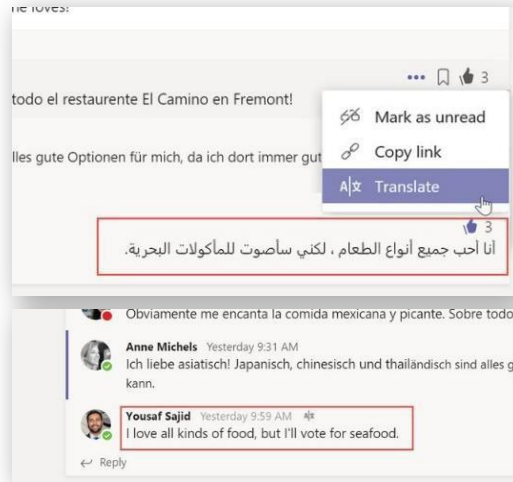 todo el restaurente El Camino en Fremont!
3
Mark as unread
lles gute Optionen für mich, da ich dort immer gut
Copy link
Translate
3
أنا أحب جميع أنواع الطعام ، لكني سأصوت للمأكولات البحرية.
Obviamente me encanta la comida mexicana y picante. Sobre todo
Anne Michels Yesterday 9:31 AM
Ich liebe asiatisch! Japanisch, chinesisch und thailändisch sind alles g
kann.
Yousaf Sajid Yesterday 9:59 AM
I love all kinds of food, but I'll vote for seafood.
Reply